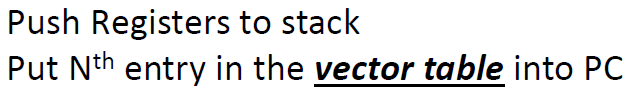 Push Registers to stack
Put Nth entry in the vector table into PC